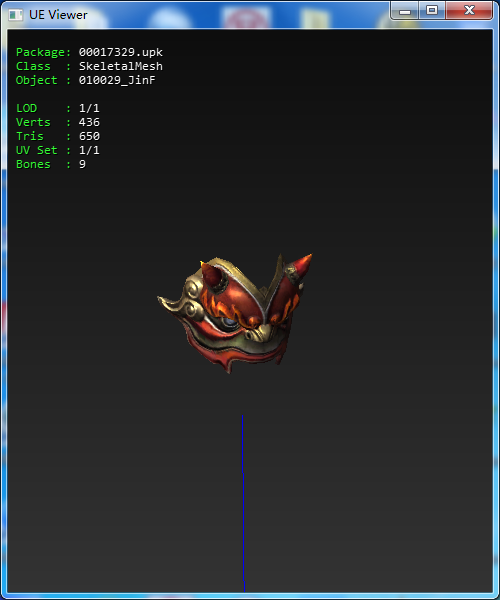 UE Viewer
Package: 00017329.upk
Class  : SkeletalMesh
Object : 010029_JinF
LOD    : 1/1
Verts  : 436
Tris   : 650
UV Set : 1/1
Bones  : 9